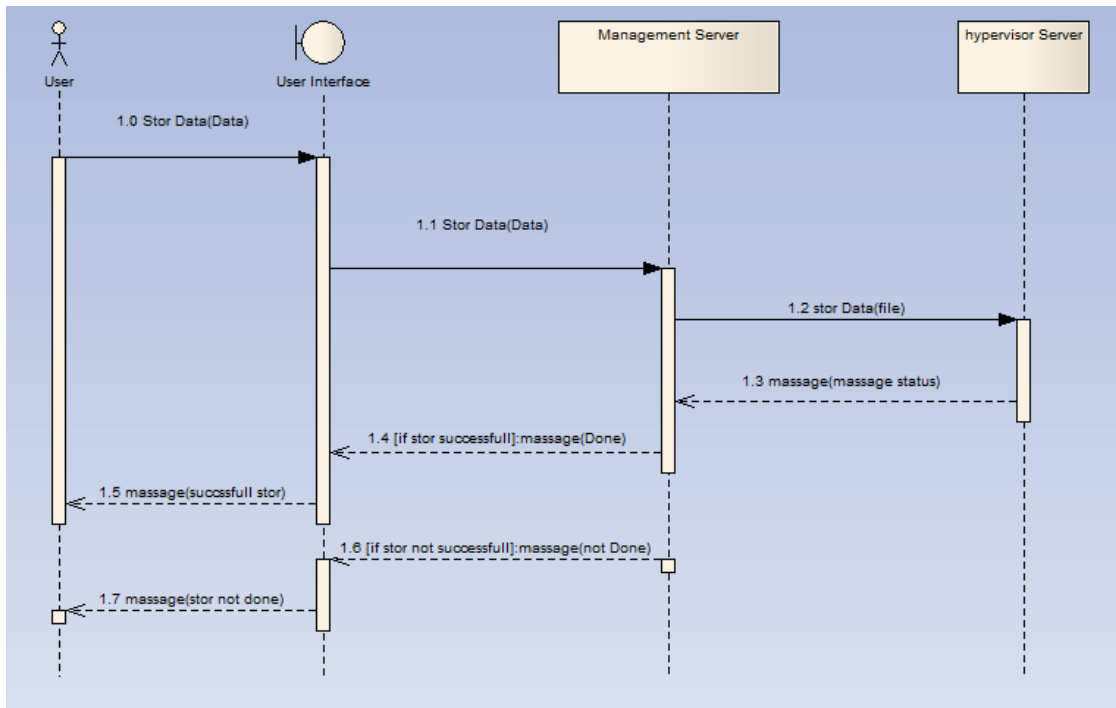 User
User Interface
Management Server
hypervisor Server
1.0 Stor Data(Data)
1.1 Stor Data(Data)
1.2 stor Data(file)
1.3 massage(massage status)
1.4 [if stor successfull]:massage(Done)
1.5 massage(succssfull stor)
1.6 [if stor not successfull]:massage(not Done)
1.7 massage(stor not done)